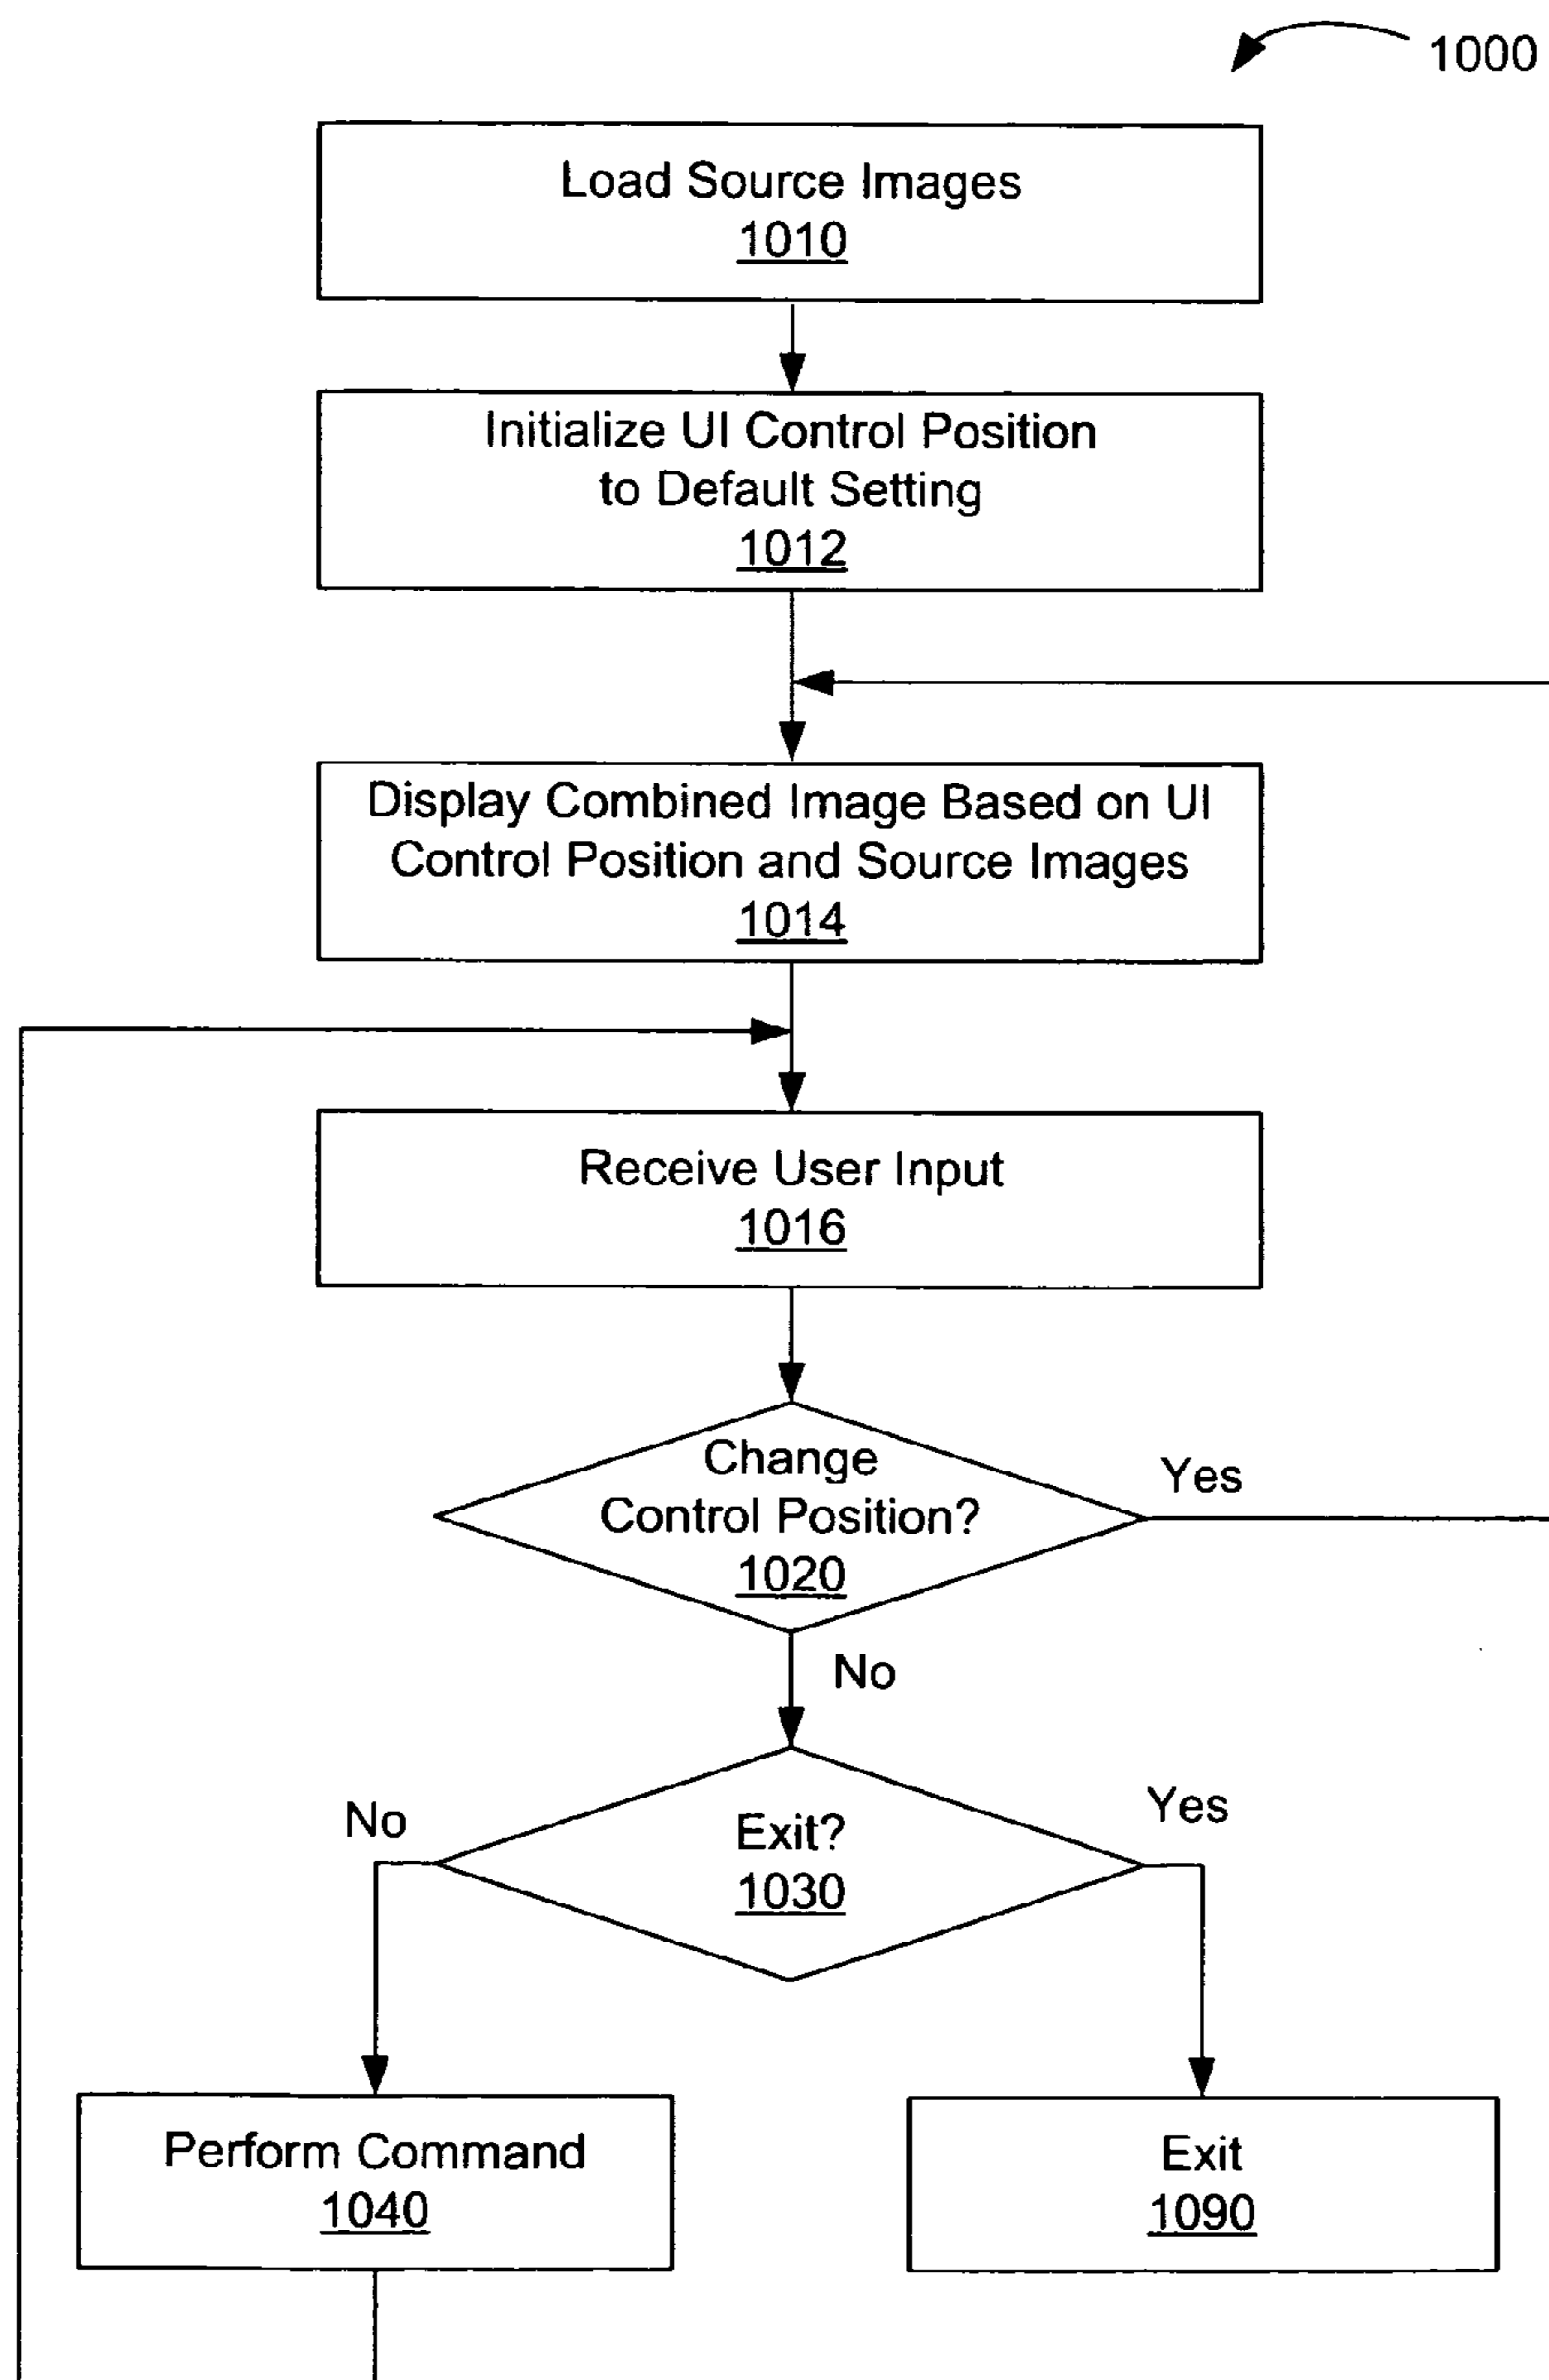 1000
Load Source Images
1010
Initialize UI Control Position
to Default Setting
1012
Display Combined Image Based on UI
Control Position and Source Images
1014
Receive User Input
1016
Change
Control Position?
1020
Yes
No
Exit?
1030
No
Yes
Perform Command
1040
Exit
1090